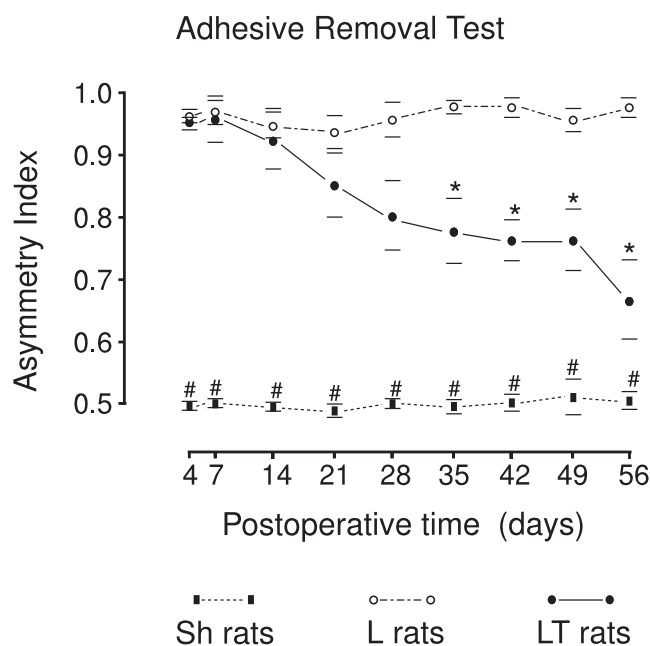 Adhesive Removal Test
Asymmetry Index
1.0
0.9
0.8
0.7
0.6
0.5
* * * *
# # # # # # # # #
4 7 14 21 28 35 42 49 56
Postoperative time (days)
Sh rats L rats LT rats